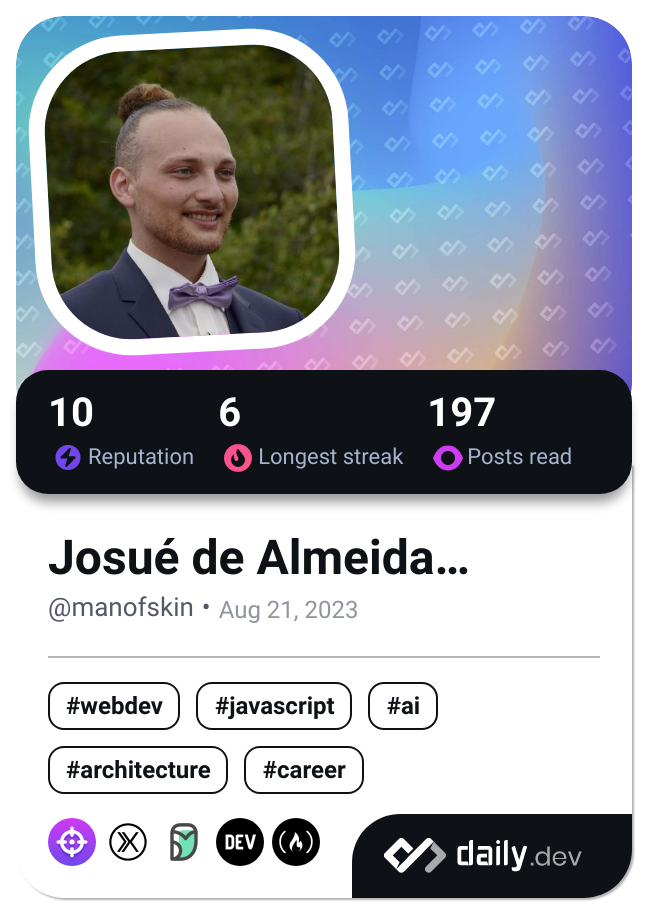 10 6 197
Reputation Longest streak Posts read
Josué de Almeida...
@manofskin • Aug 21, 2023
#webdev #javascript #ai
#architecture #career
DEV daily.dev